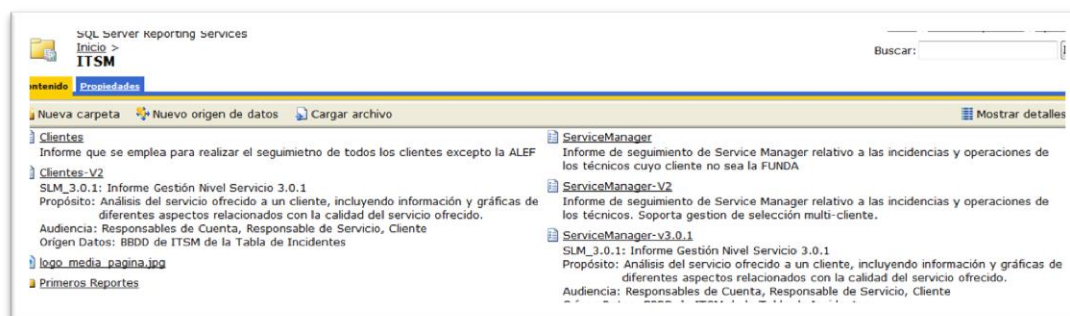 SQL Server Reporting Services
Inicio >
ITSM
Buscar:
ntenido Propiedades
Nueva carpeta Nuevo origen de datos Cargar archivo Mostrar detalles
Clientes
Informe que se emplea para realizar el seguimietno de todos los clientes excepto la ALEF
Clientes-V2
SLM_3.0.1: Informe Gestión Nivel Servicio 3.0.1
Propósito: Análisis del servicio ofrecido a un cliente, incluyendo información y gráficas de
diferentes aspectos relacionados con la calidad del servicio ofrecido.
Audiencia: Responsables de Cuenta, Responsable de Servicio, Cliente
Orígen Datos: BBDD de ITSM de la Tabla de Incidentes
logo_media_pagina.jpg
Primeros Reportes
ServiceManager
Informe de seguimiento de Service Manager relativo a las incidencias y operaciones de
los técnicos cuyo cliente no sea la FUNDA
ServiceManager-V2
Informe de seguimiento de Service Manager relativo a las incidencias y operaciones de
los técnicos. Soporta gestion de selección multi-cliente.
ServiceManager-v3.0.1
SLM_3.0.1: Informe Gestión Nivel Servicio 3.0.1
Propósito: Análisis del servicio ofrecido a un cliente, incluyendo información y gráficas de
diferentes aspectos relacionados con la calidad del servicio ofrecido.
Audiencia: Responsables de Cuenta, Responsable de Servicio, Cliente